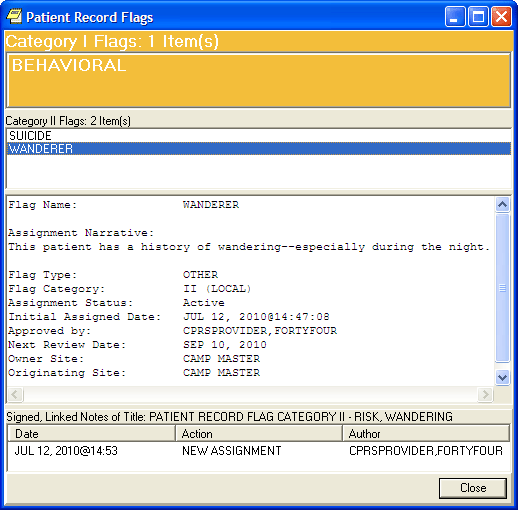 Patient Record Flags
Category I Flags: 1 Item(s)
BEHAVIORAL
Category II Flags: 2 Item(s)
SUICIDE
WANDERER
Flag Name: WANDERER
Assignment Narrative:
This patient has a history of wandering--especially during the night.
Flag Type: OTHER
Flag Category: II (LOCAL)
Assignment Status: Active
Initial Assigned Date: JUL 12, 2010@14:47:08
Approved by: CPRSPROVIDER,FORTYFOUR
Next Review Date: SEP 10, 2010
Owner Site: CAMP MASTER
Originating Site: CAMP MASTER
Signed, Linked Notes of Title: PATIENT RECORD FLAG CATEGORY II - RISK, WANDERING
Date Action Author
JUL 12, 2010@14:53 NEW ASSIGNMENT CPRSPROVIDER,FORTYFOUR
Close